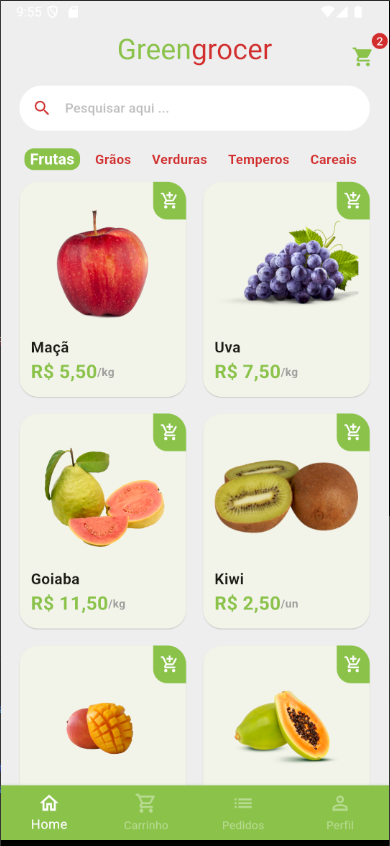 9:55
Greengrocer
2
Pesquisar aqui ...
Frutas Grãos Verduras Temperos Cereais
Maçã Uva
R$ 5,50/kg R$ 7,50/kg
Goiaba Kiwi
R$ 11,50/kg R$ 2,50/un
Home Carrinho Pedidos Perfil